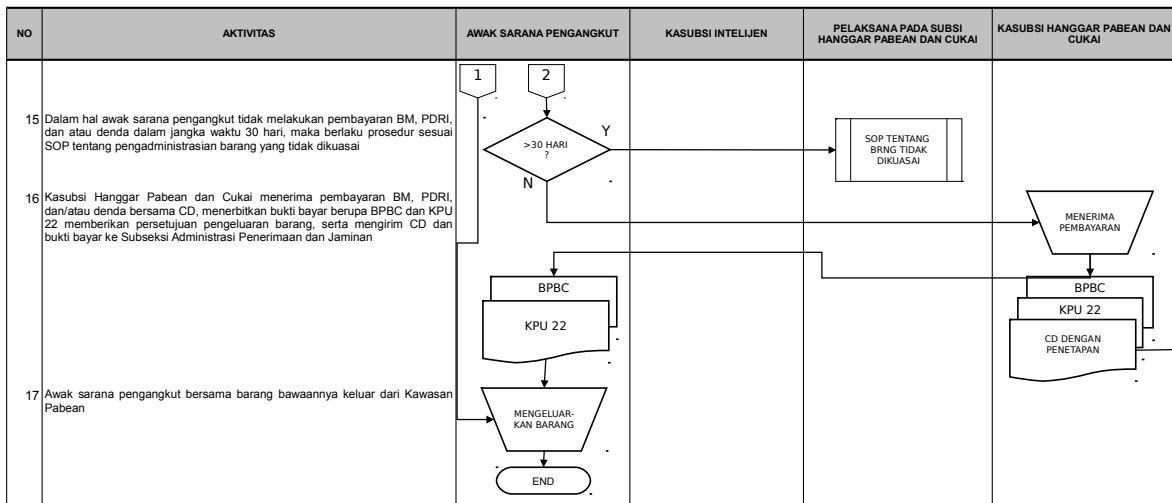 NO
AKTIVITAS
AWAK SARANA PENGANGKUT
KASUBSI INTELIJEN
PELAKSANA PADA SUBSI
HANGGAR PABEAN DAN CUKAI
KASUBSI HANGGAR PABEAN DAN
CUKAI
1
2
15 Dalam hal awak sarana pengangkut tidak melakukan pembayaran BM, PDRI,
dan atau denda dalam jangka waktu 30 hari, maka berlaku prosedur sesuai
SOP tentang pengadministrasian barang yang tidak dikuasai
>30 HARI
?
Y
N
SOP TENTANG
BRNG TIDAK
DIKUASAI
16 Kasubsi Hanggar Pabean dan Cukai menerima pembayaran BM, PDRI,
dan/atau denda bersama CD, menerbitkan bukti bayar berupa BPBC dan KPU
22 memberikan persetujuan pengeluaran barang, serta mengirim CD dan
bukti bayar ke Subseksi Administrasi Penerimaan dan Jaminan
MENERIMA
PEMBAYARAN
BPBC
KPU 22
BPBC
KPU 22
CD DENGAN
PENETAPAN
17 Awak sarana pengangkut bersama barang bawaannya keluar dari Kawasan
Pabean
MENGELUAR-
KAN BARANG
END